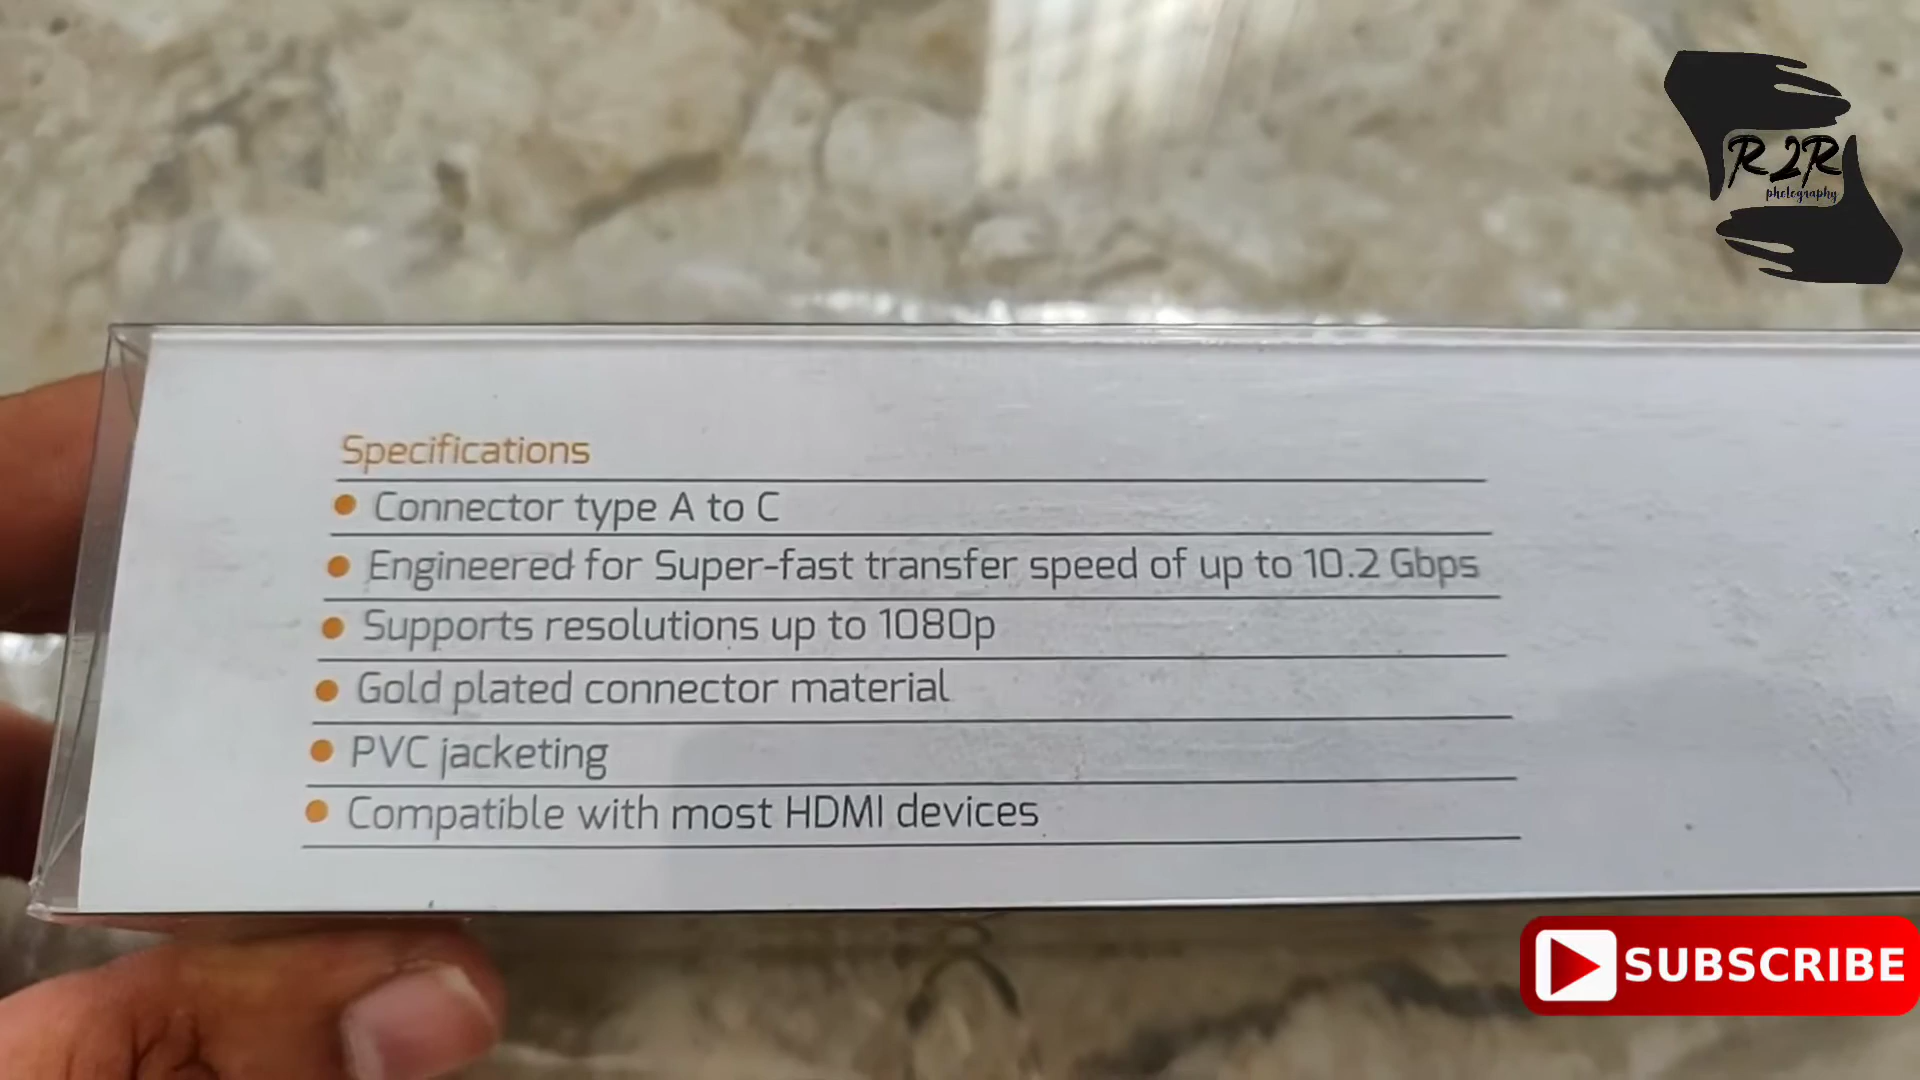 R2R
photography
Specifications
Connector type A to C
Engineered for Super-fast transfer speed of up to 10.2 Gbps
Supports resolutions up to 1080p
Gold plated connector material
PVC jacketing
Compatible with most HDMI devices
SUBSCRIBE